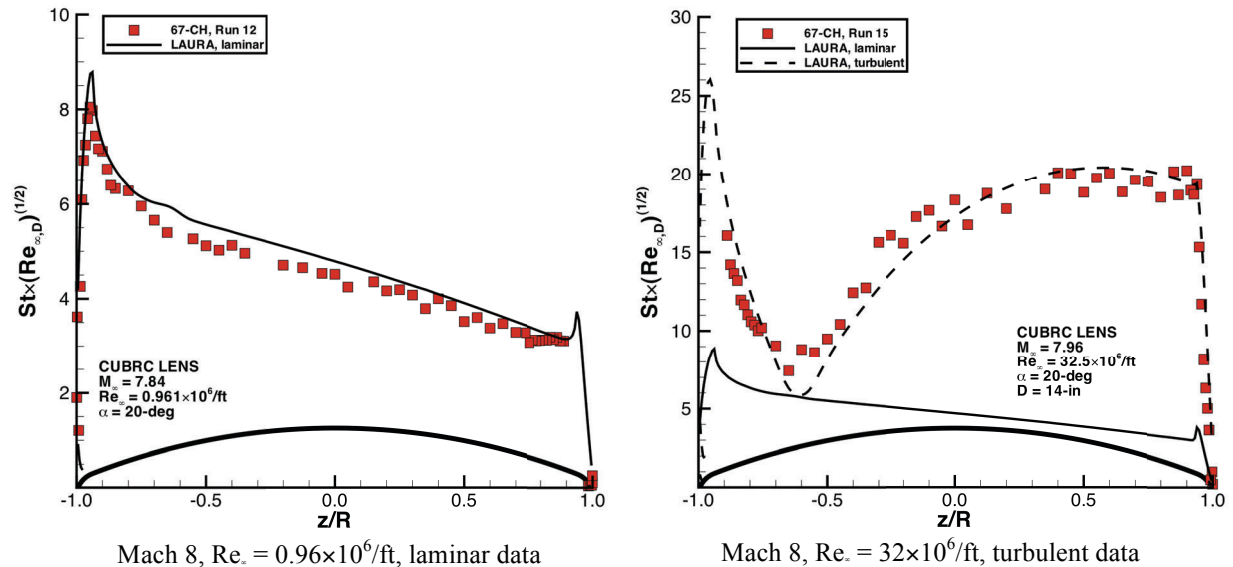 67-CH, Run 12
LAURA, laminar
St×(Re∞,D)(1/2)
10
8
6
4
2
CUBRC LENS
M∞ = 7.84
Re∞ = 0.961×10⁶/ft
α = 20-deg
-1.0
-0.5
0.0
0.5
1.0
z/R
Mach 8, Re∞ = 0.96×10⁶/ft, laminar data
67-CH, Run 15
LAURA, laminar
LAURA, turbulent
St×(Re∞,D)(1/2)
30
25
20
15
10
5
0
CUBRC LENS
M∞ = 7.96
Re∞ = 32.5×10⁶/ft
α = 20-deg
D = 14-in
-1.0
-0.5
0.0
0.5
1.0
z/R
Mach 8, Re∞ = 32×10⁶/ft, turbulent data